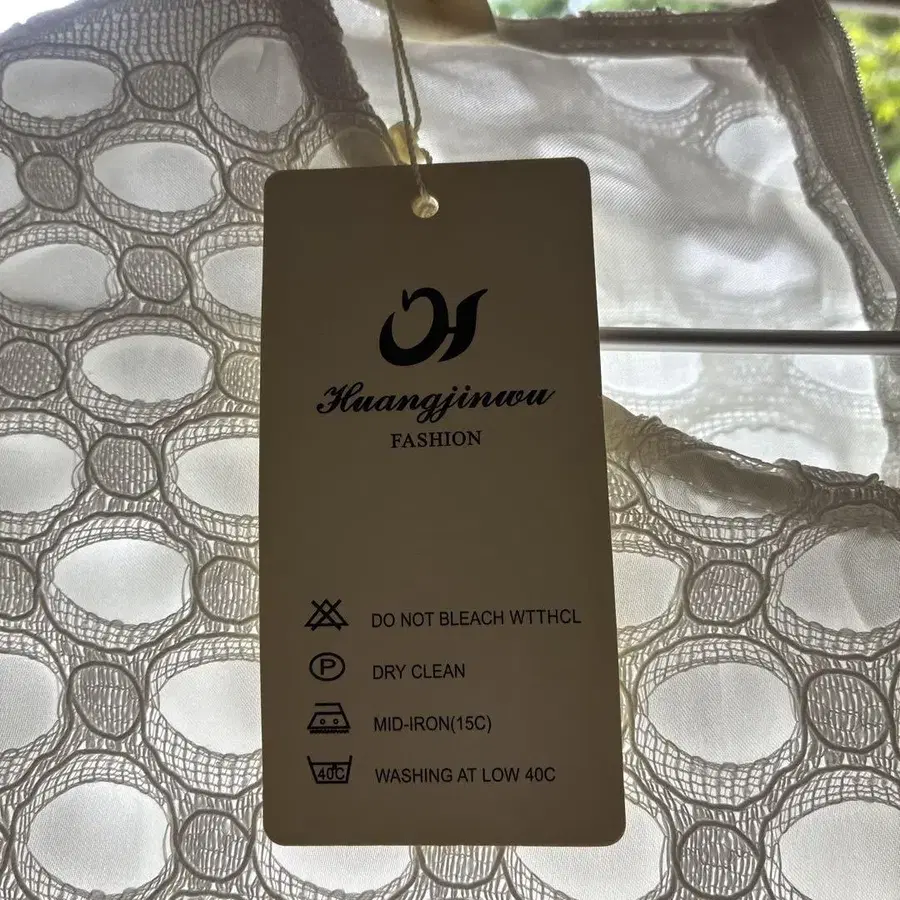 Huangjinwu
FASHION
DO NOT BLEACH WTTHCL
P DRY CLEAN
MID-IRON(15C)
40C WASHING AT LOW 40C